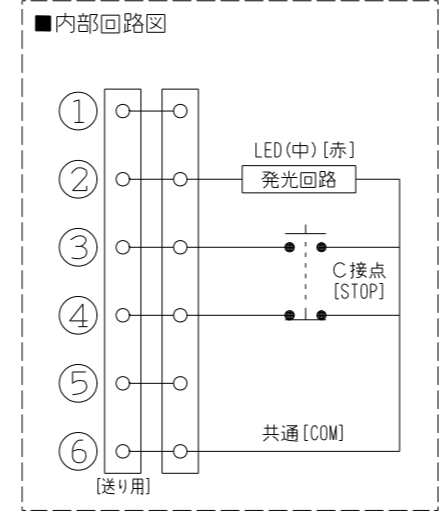 ■内部回路図
①
LED(中)[赤]
② 発光回路
③
C接点
[STOP]
④
⑤
⑥ 共通[COM]
[送り用]